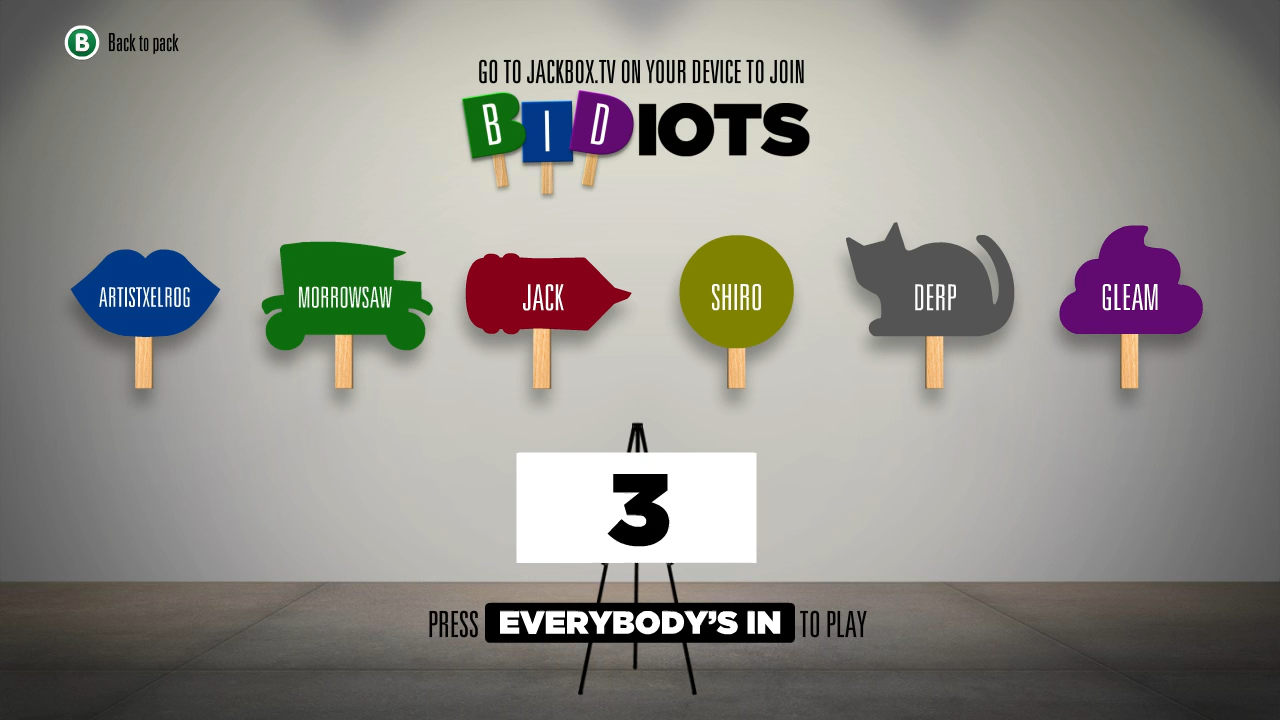 B Back to pack
GO TO JACKBOX.TV ON YOUR DEVICE TO JOIN
BIDIOTS
ARTISTXELROG
MORROWSAW
JACK
SHIRO
DERP
GLEAM
3
PRESS EVERYBODY'S IN TO PLAY